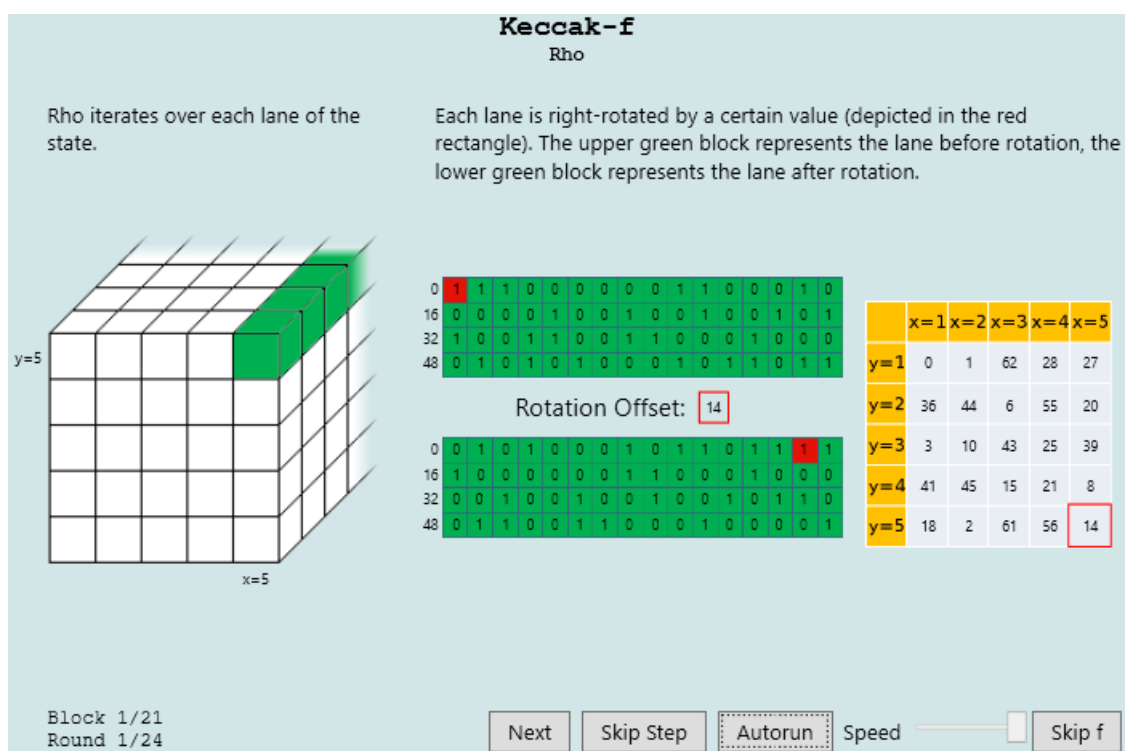 Keccak-f
Rho
Rho iterates over each lane of the
state.
Each lane is right-rotated by a certain value (depicted in the red
rectangle). The upper green block represents the lane before rotation, the
lower green block represents the lane after rotation.
y=5
x=5
0 1 1 1 0 0 0 0 0 0 1 1 0 0 0 1 0
16 0 0 0 0 1 0 0 1 0 0 1 0 0 1 0 1
32 1 0 0 1 1 0 0 1 1 0 0 0 1 0 0 0
48 0 1 0 1 0 1 0 0 0 1 0 1 1 0 1 1
Rotation Offset: 14
0 0 1 0 1 0 0 0 1 0 1 1 0 1 1 1 1
16 1 0 0 0 0 0 0 1 1 0 0 0 1 0 0 0
32 0 0 1 0 0 1 0 0 1 0 0 1 0 1 1 0
48 0 1 1 0 0 1 1 0 0 0 1 0 0 0 0 1
x=1 x=2 x=3 x=4 x=5
y=1 0 1 62 28 27
y=2 36 44 6 55 20
y=3 3 10 43 25 39
y=4 41 45 15 21 8
y=5 18 2 61 56 14
Block 1/21
Round 1/24
Next Skip Step Autorun Speed Skip f